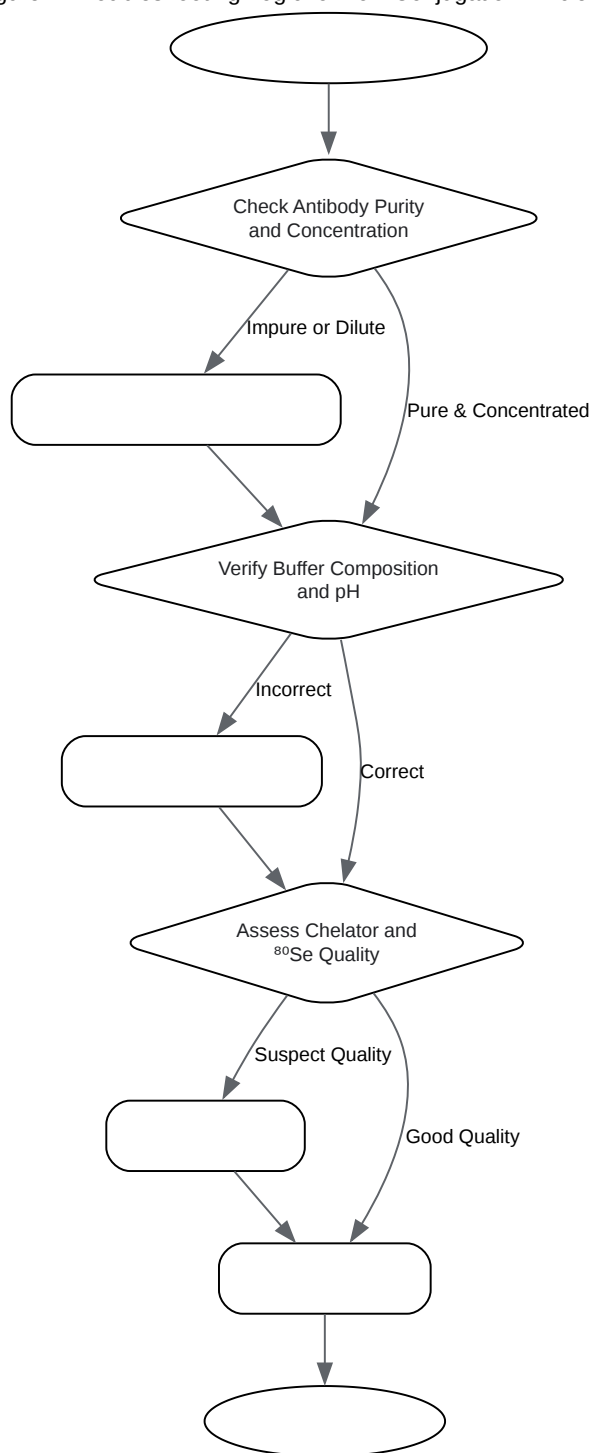 Check Antibody Purity
and Concentration
Impure or Dilute
Pure & Concentrated
Verify Buffer Composition
and pH
Incorrect
Correct
Assess Chelator and
⁸⁰Se Quality
Suspect Quality
Good Quality